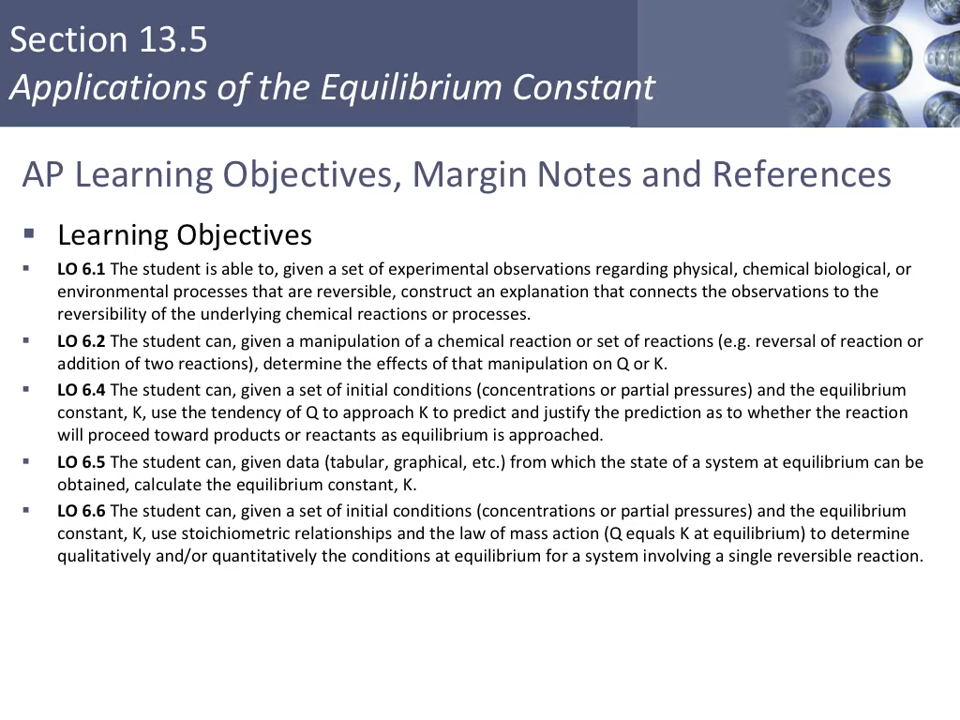 Section 13.5
Applications of the Equilibrium Constant
AP Learning Objectives, Margin Notes and References
▪ Learning Objectives
▪ LO 6.1 The student is able to, given a set of experimental observations regarding physical, chemical biological, or
environmental processes that are reversible, construct an explanation that connects the observations to the
reversibility of the underlying chemical reactions or processes.
▪ LO 6.2 The student can, given a manipulation of a chemical reaction or set of reactions (e.g. reversal of reaction or
addition of two reactions), determine the effects of that manipulation on Q or K.
▪ LO 6.4 The student can, given a set of initial conditions (concentrations or partial pressures) and the equilibrium
constant, K, use the tendency of Q to approach K to predict and justify the prediction as to whether the reaction
will proceed toward products or reactants as equilibrium is approached.
▪ LO 6.5 The student can, given data (tabular, graphical, etc.) from which the state of a system at equilibrium can be
obtained, calculate the equilibrium constant, K.
▪ LO 6.6 The student can, given a set of initial conditions (concentrations or partial pressures) and the equilibrium
constant, K, use stoichiometric relationships and the law of mass action (Q equals K at equilibrium) to determine
qualitatively and/or quantitatively the conditions at equilibrium for a system involving a single reversible reaction.